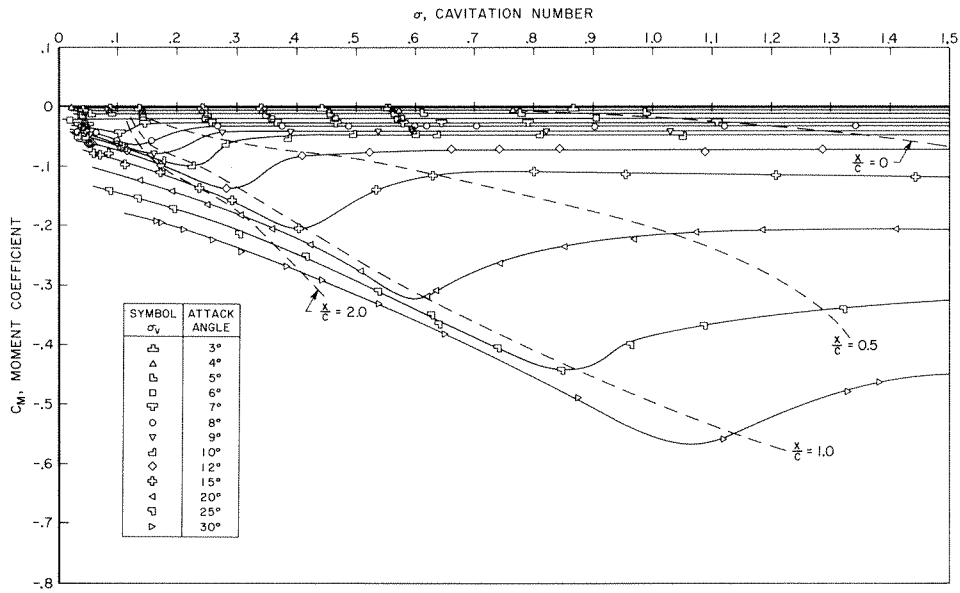 σ, CAVITATION NUMBER
0 .1 .2 .3 .4 .5 .6 .7 .8 .9 1.0 1.1 1.2 1.3 1.4 1.5
.1
0
-.1
-.2
-.3
-.4
-.5
-.6
-.7
-.8
C_M, MOMENT COEFFICIENT
x/c = 0
x/c = 2.0
x/c = 0.5
x/c = 1.0
SYMBOL σ_v ATTACK ANGLE
3°
4°
5°
6°
7°
8°
9°
10°
12°
15°
20°
25°
30°